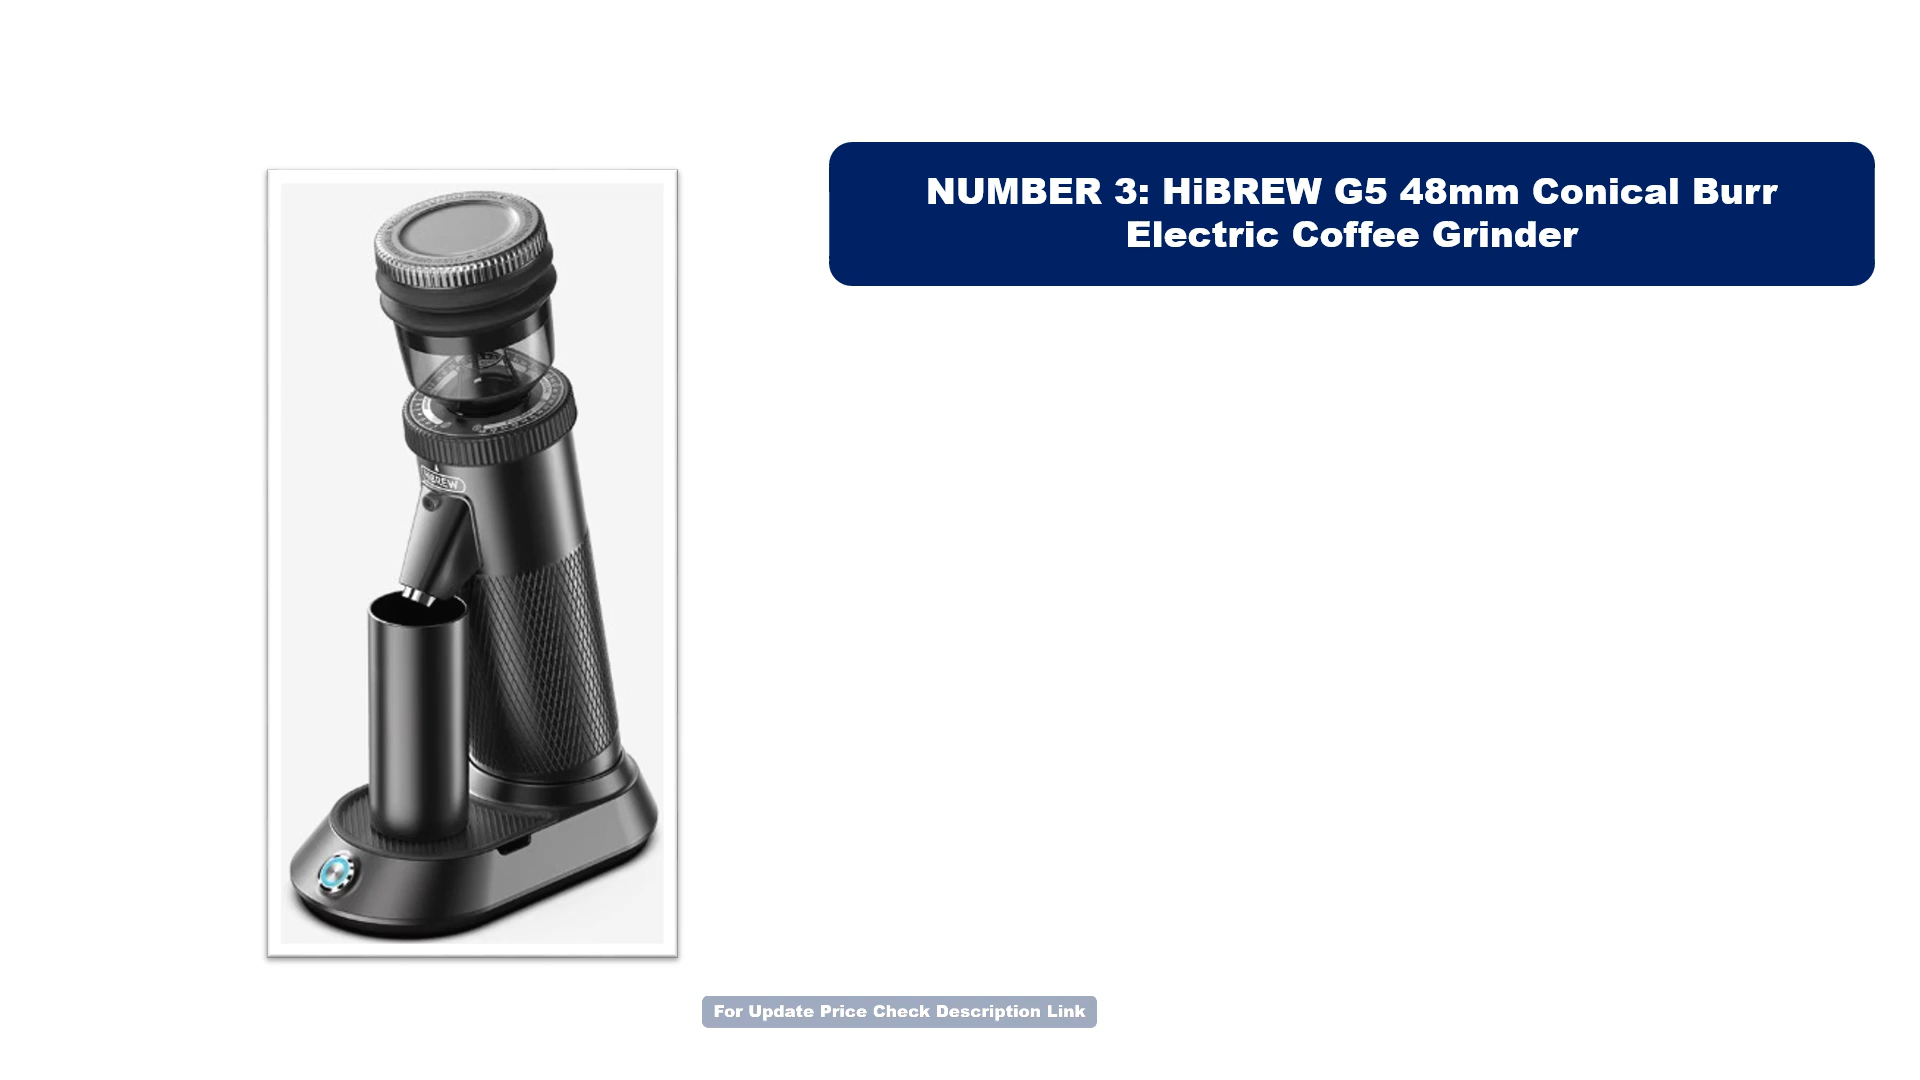 NUMBER 3: HiBREW G5 48mm Conical Burr
Electric Coffee Grinder
HiBREW
For Update Price Check Description Link